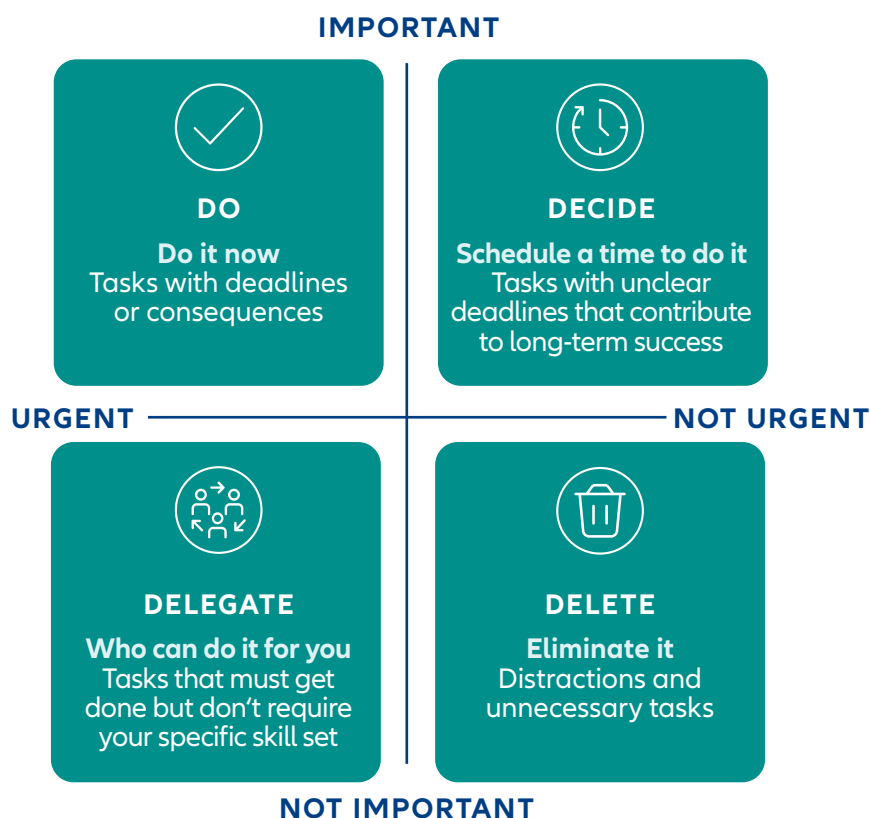 IMPORTANT
DO
Do it now
Tasks with deadlines
or consequences
DECIDE
Schedule a time to do it
Tasks with unclear
deadlines that contribute
to long-term success
URGENT
NOT URGENT
DELEGATE
Who can do it for you
Tasks that must get
done but don’t require
your specific skill set
DELETE
Eliminate it
Distractions and
unnecessary tasks
NOT IMPORTANT